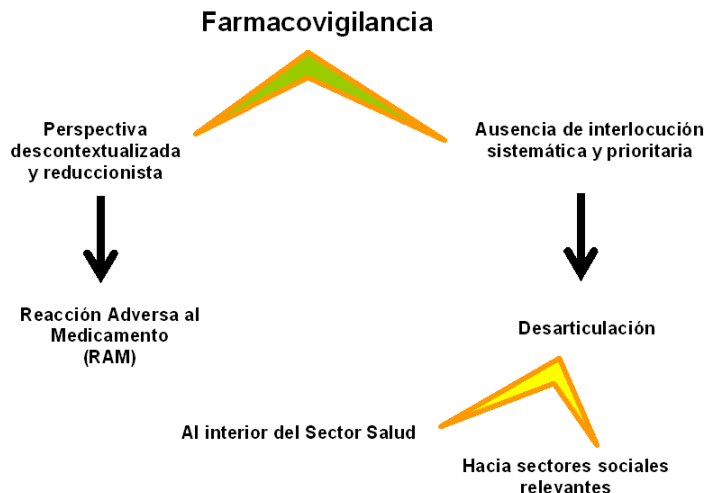 Farmacovigilancia
Perspectiva
descontextualizada
y reduccionista
Ausencia de interlocución
sistemática y prioritaria
Reacción Adversa al
Medicamento
(RAM)
Desarticulación
Al interior del Sector Salud
Hacia sectores sociales
relevantes